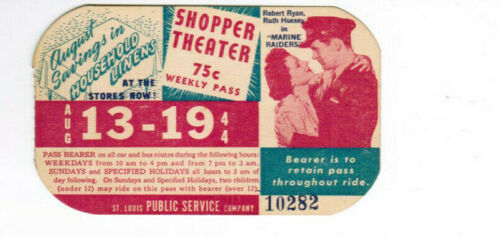 August
Savings in
HOUSEHOLD
LINENS
AT THE
STORES NOW!
SHOPPER
THEATER
75c
WEEKLY PASS
Robert Ryan,
Ruth Hussey in
"MARINE
RAIDERS"
AUG
13-19
44
PASS BEARER on all car and bus routes during the following hours:
WEEKDAYS from 10 am to 4 pm and from 7 pm to 3 am.
SUNDAYS and SPECIFIED HOLIDAYS all hours to 3 am of
day following. On Sundays and Specified Holidays, two children
(under 12) may ride on this pass with bearer (over 12).
Bearer is to
retain pass
throughout ride.
ST. LOUIS PUBLIC SERVICE COMPANY
10282